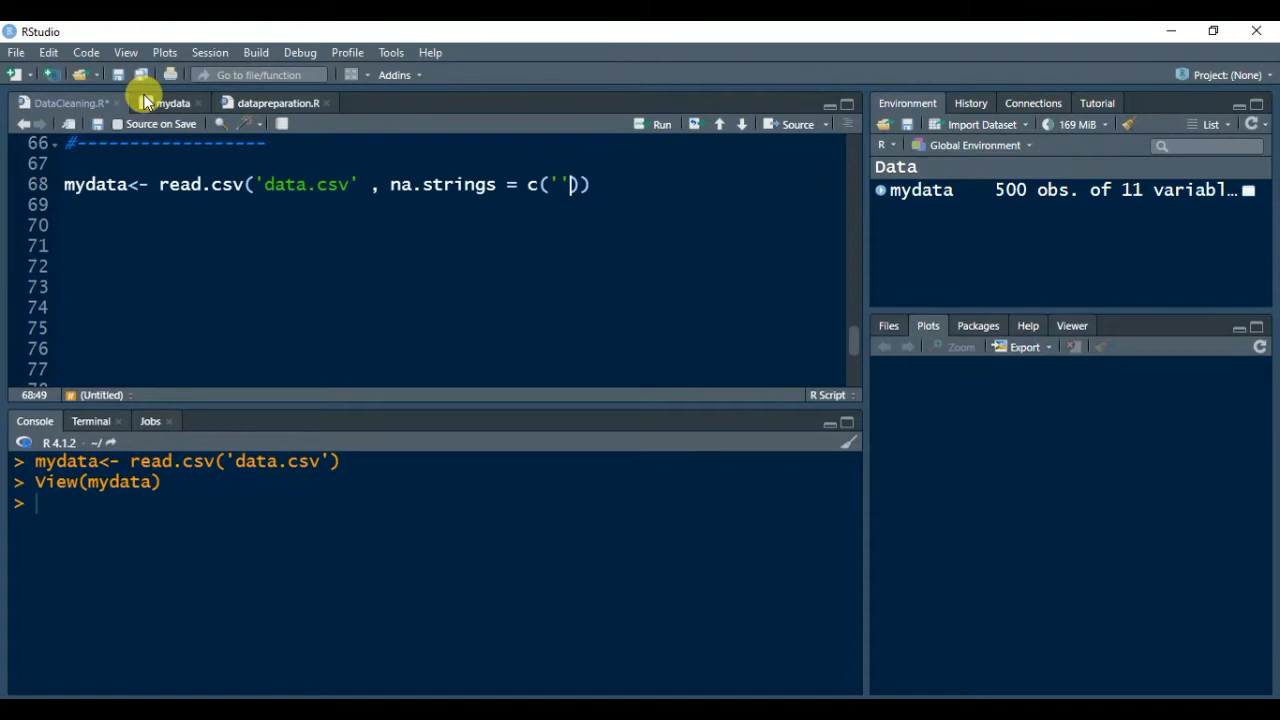 RStudio
File Edit Code View Plots Session Build Debug Profile Tools Help
Go to file/function Addins Project: (None)
DataCleaning.R* mydata datapreparation.R
Source on Save Run Source
66 #------------------
67
68 mydata<- read.csv('data.csv' , na.strings = c(''))
69
70
71
72
73
74
75
76
77
68:49 (Untitled) R Script
Console Terminal Jobs
R 4.1.2 · ~/
> mydata<- read.csv('data.csv')
> View(mydata)
>
Environment History Connections Tutorial
Import Dataset 169 MiB List
R Global Environment
Data
mydata 500 obs. of 11 variabl…
Files Plots Packages Help Viewer
Zoom Export